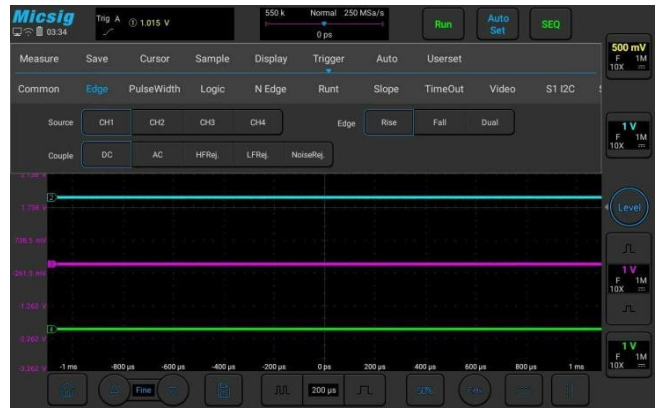 Micsig
03:34
Trig A ① 1.015 V
550 k Normal 250 MSa/s
0 ps
Run
Auto Set
SEQ
500 mV
F 1M
10X
Measure Save Cursor Sample Display Trigger Auto Userset
Common Edge PulseWidth Logic N Edge Runt Slope TimeOut Video S1 I2C
Source CH1 CH2 CH3 CH4 Edge Rise Fall Dual
1 V
F 1M
10X
Couple DC AC HFRej. LFRej. NoiseRej.
2
1.738 V
Level
738.5 mV
-261.5 mV
1 V
F 1M
10X
-1.262 V
4
-2.262 V
1 V
F 1M
10X
-3.262 V
-1 ms -800 µs -600 µs -400 µs -200 µs 0 ps 200 µs 400 µs 600 µs 800 µs 1 ms
Fine 200 µs 50%